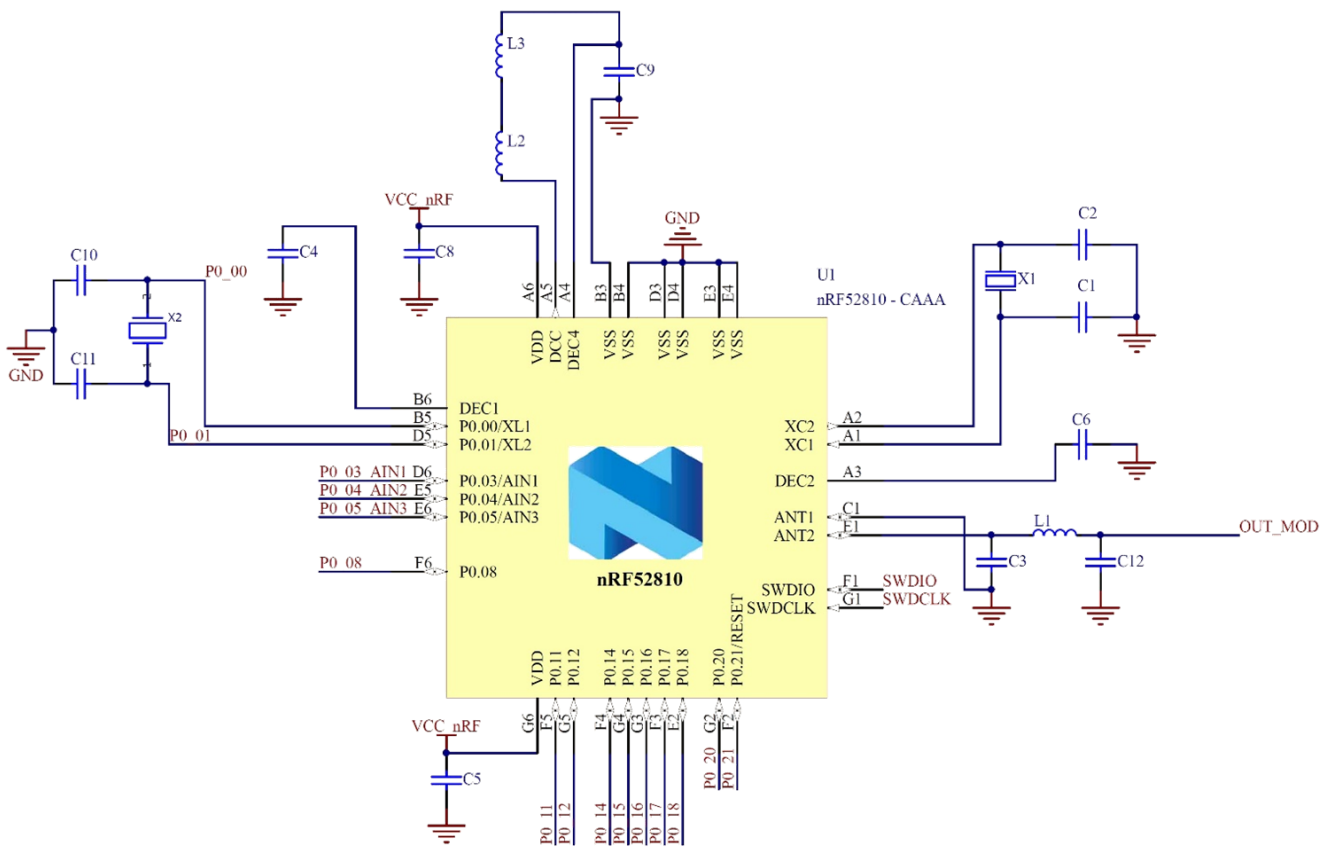 L3
C9
L2
VCC_nRF
GND
C2
C4
C8
C10
P0_00
X1
U1
nRF52810 - CAAA
A6
A5
A4
B3
B4
D3
D4
E3
E4
C1
2
X2
VDD
DCC
DEC4
VSS
VSS
VSS
VSS
VSS
VSS
C11
1
GND
B6
DEC1
B5
P0.00/XL1
P0_01
D5
P0.01/XL2
XC2
A2
XC1
A1
C6
P0_03_AIN1
D6
P0.03/AIN1
DEC2
A3
P0_04_AIN2
E5
P0.04/AIN2
P0_05_AIN3
E6
P0.05/AIN3
ANT1
C1
ANT2
E1
L1
OUT_MOD
C3
C12
P0_08
F6
P0.08
nRF52810
SWDIO
F1
SWDIO
SWDCLK
G1
SWDCLK
VDD
P0.11
P0.12
P0.14
P0.15
P0.16
P0.17
P0.18
P0.20
P0.21/RESET
G6
F5
G5
F4
G4
G3
F3
E2
G2
F2
VCC_nRF
C5
P0_20
P0_21
P0_11
P0_12
P0_14
P0_15
P0_16
P0_17
P0_18